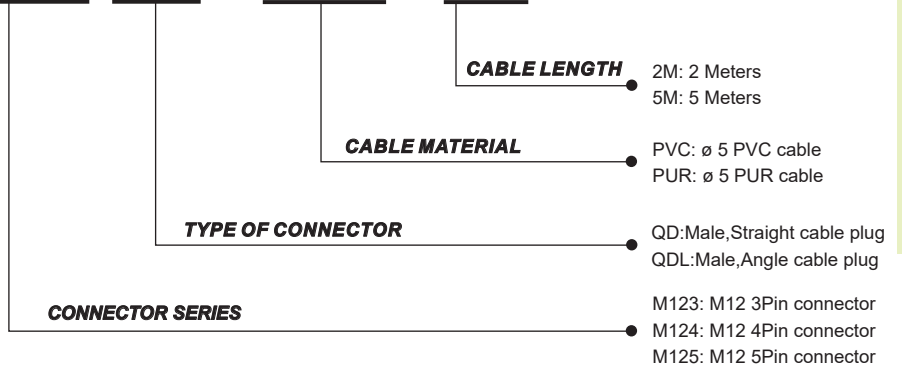 CABLE LENGTH
2M: 2 Meters
5M: 5 Meters
CABLE MATERIAL
PVC: ø 5 PVC cable
PUR: ø 5 PUR cable
TYPE OF CONNECTOR
QD:Male,Straight cable plug
QDL:Male,Angle cable plug
CONNECTOR SERIES
M123: M12 3Pin connector
M124: M12 4Pin connector
M125: M12 5Pin connector